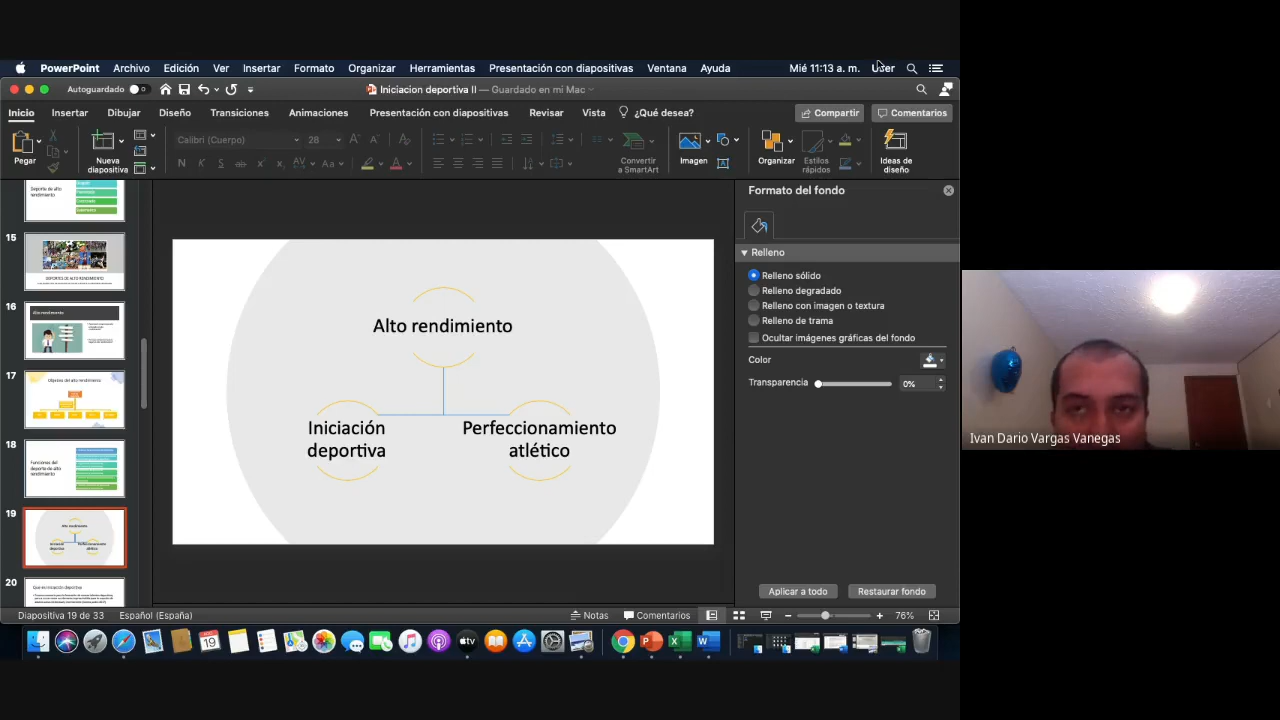 PowerPoint Archivo Edición Ver Insertar Formato Organizar Herramientas Presentación con diapositivas Ventana Ayuda Mié 11:13 a. m. User
Autoguardado Iniciacion deportiva II — Guardado en mi Mac
Inicio Insertar Dibujar Diseño Transiciones Animaciones Presentación con diapositivas Revisar Vista ¿Qué desea? Compartir Comentarios
Calibri (Cuerpo) 28
Pegar Nueva diapositiva Convertir a SmartArt Imagen Organizar Estilos rápidos Ideas de diseño
Formato del fondo
Relleno
Relleno sólido
Relleno degradado
Relleno con imagen o textura
Relleno de trama
Ocultar imágenes gráficas del fondo
Color
Transparencia 0%
Aplicar a todo Restaurar fondo
Deporte de alto
rendimiento
15
DEPORTES DE ALTO RENDIMIENTO
16
Alto rendimiento
17
Objetivo del alto rendimiento
18
Funciones del
deporte de alto
rendimiento
19
Alto rendimiento
Iniciación
deportiva
Perfeccionamiento
atlético
20
Que es iniciación deportiva
Alto rendimiento
Iniciación
deportiva
Perfeccionamiento
atlético
Diapositiva 19 de 33 Español (España) Notas Comentarios 76%
19
tv
Ivan Dario Vargas Vanegas